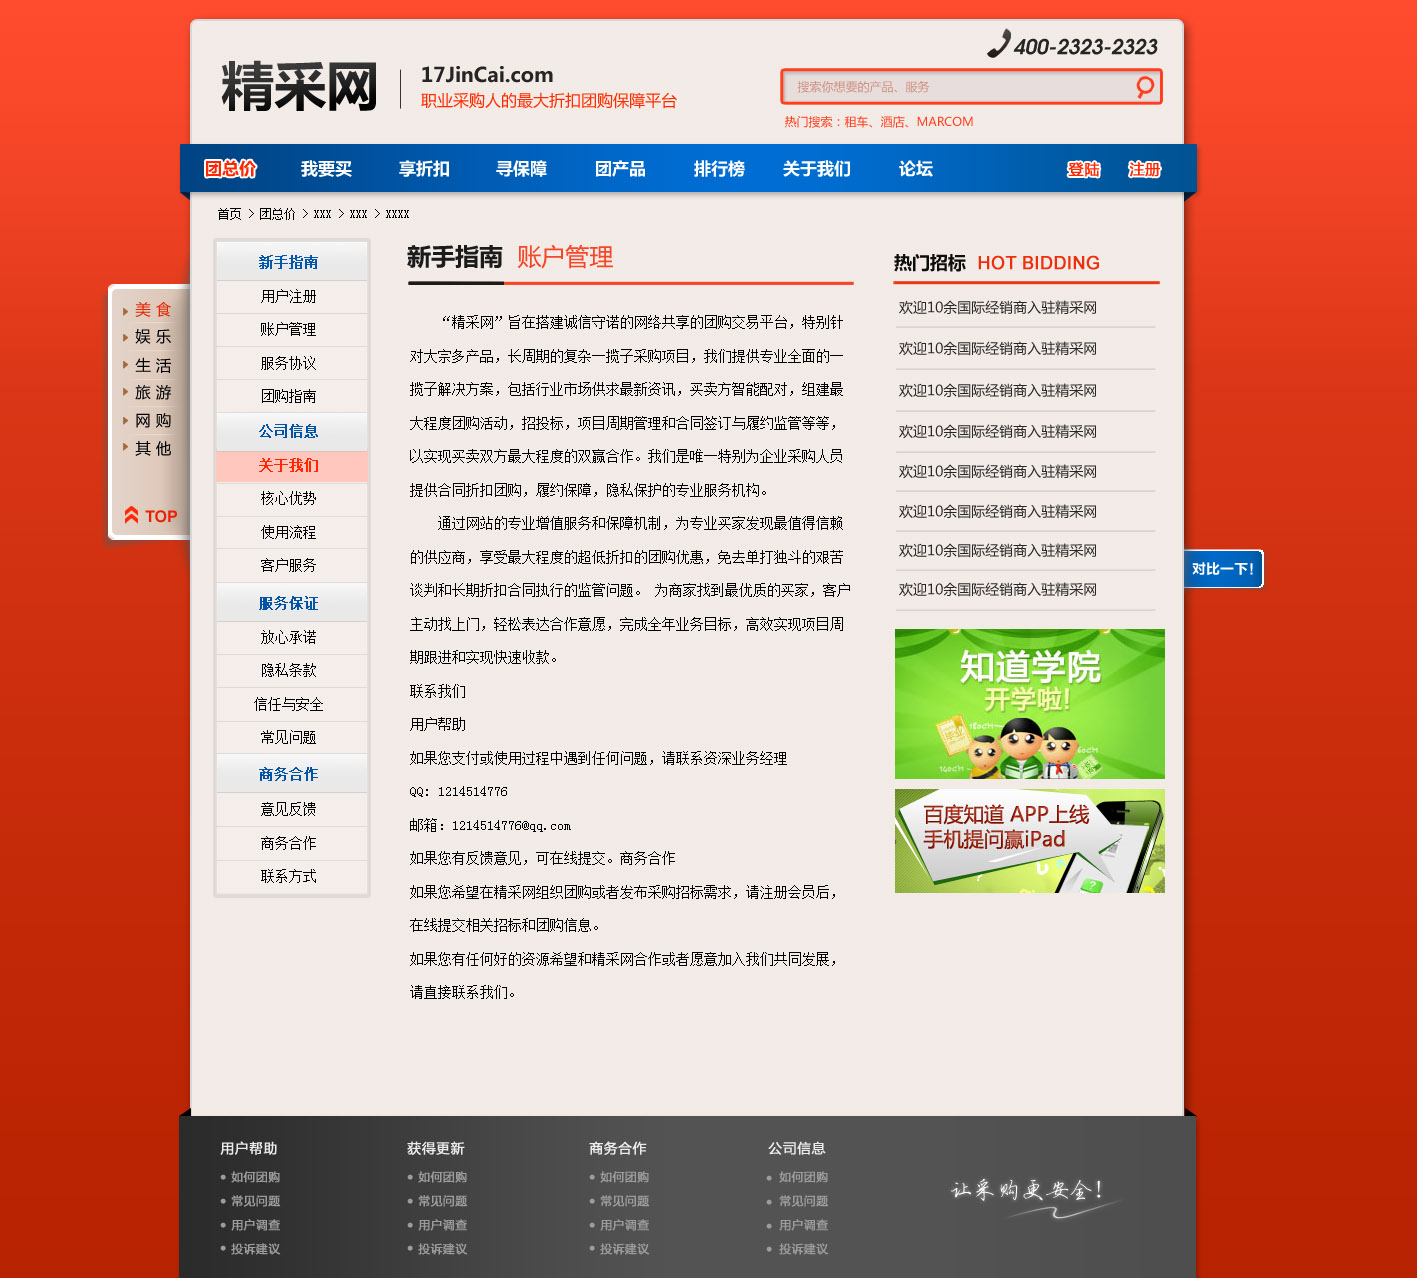 精采网
17JinCai.com
职业采购人的最大折扣团购保障平台
400-2323-2323
搜索你想要的产品、服务
热门搜索：租车、酒店、MARCOM
团总价 我要买 享折扣 寻保障 团产品 排行榜 关于我们 论坛 登陆 注册
首页 > 团总价 > xxx > xxx > xxxx
美 食
娱 乐
生 活
旅 游
网 购
其 他
TOP
新手指南
用户注册
账户管理
服务协议
团购指南
公司信息
关于我们
核心优势
使用流程
客户服务
服务保证
放心承诺
隐私条款
信任与安全
常见问题
商务合作
意见反馈
商务合作
联系方式
新手指南 账户管理
“精采网”旨在搭建诚信守诺的网络共享的团购交易平台，特别针
对大宗多产品，长周期的复杂一揽子采购项目，我们提供专业全面的一
揽子解决方案，包括行业市场供求最新资讯，买卖方智能配对，组建最
大程度团购活动，招投标，项目周期管理和合同签订与履约监管等等，
以实现买卖双方最大程度的双赢合作。我们是唯一特别为企业采购人员
提供合同折扣团购，履约保障，隐私保护的专业服务机构。
通过网站的专业增值服务和保障机制，为专业买家发现最值得信赖
的供应商，享受最大程度的超低折扣的团购优惠，免去单打独斗的艰苦
谈判和长期折扣合同执行的监管问题。 为商家找到最优质的买家，客户
主动找上门，轻松表达合作意愿，完成全年业务目标，高效实现项目周
期跟进和实现快速收款。
联系我们
用户帮助
如果您支付或使用过程中遇到任何问题，请联系资深业务经理
QQ: 1214514776
邮箱：1214514776@qq.com
如果您有反馈意见，可在线提交。商务合作
如果您希望在精采网组织团购或者发布采购招标需求，请注册会员后，
在线提交相关招标和团购信息。
如果您有任何好的资源希望和精采网合作或者愿意加入我们共同发展，
请直接联系我们。
热门招标 HOT BIDDING
欢迎10余国际经销商入驻精采网
欢迎10余国际经销商入驻精采网
欢迎10余国际经销商入驻精采网
欢迎10余国际经销商入驻精采网
欢迎10余国际经销商入驻精采网
欢迎10余国际经销商入驻精采网
欢迎10余国际经销商入驻精采网
欢迎10余国际经销商入驻精采网
对比一下!
知道学院
开学啦!
百度知道 APP上线
手机提问赢iPad
用户帮助 获得更新 商务合作 公司信息
• 如何团购 • 如何团购 • 如何团购 • 如何团购
• 常见问题 • 常见问题 • 常见问题 • 常见问题
• 用户调查 • 用户调查 • 用户调查 • 用户调查
• 投诉建议 • 投诉建议 • 投诉建议 • 投诉建议
让采购更安全!